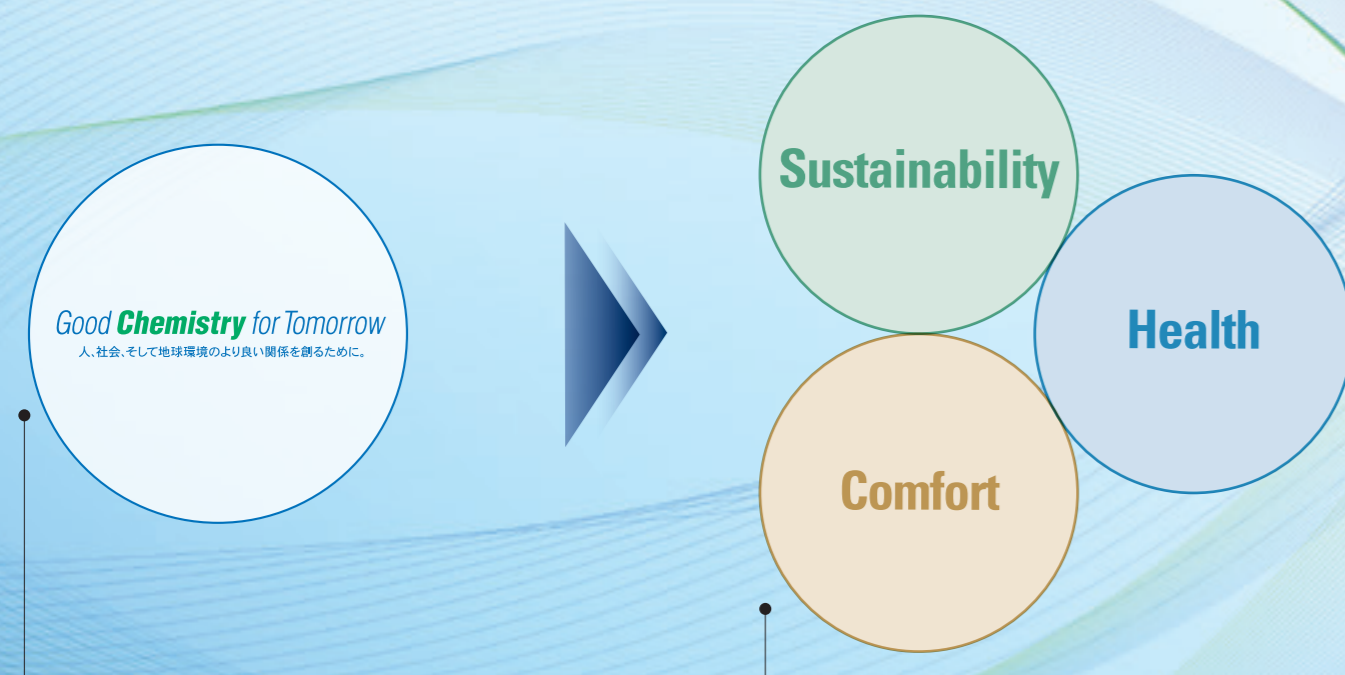 Good Chemistry for Tomorrow
人、社会、そして地球環境のより良い関係を創るために。
Sustainability
Health
Comfort